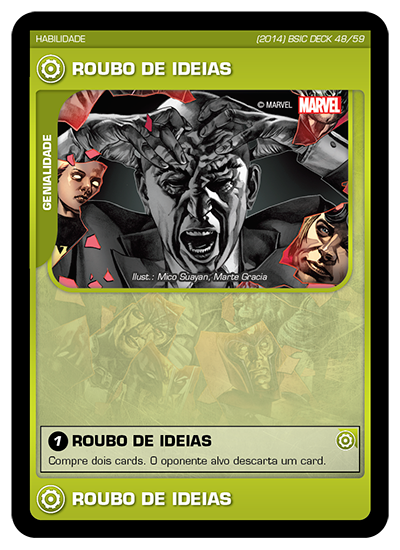 HABILIDADE (2014) BSIC DECK 48/59
ROUBO DE IDEIAS
© MARVEL MARVEL
GENIALIDADE
Ilust.: Mico Suayan, Marte Gracia
1 ROUBO DE IDEIAS
Compre dois cards. O oponente alvo descarta um card.
ROUBO DE IDEIAS